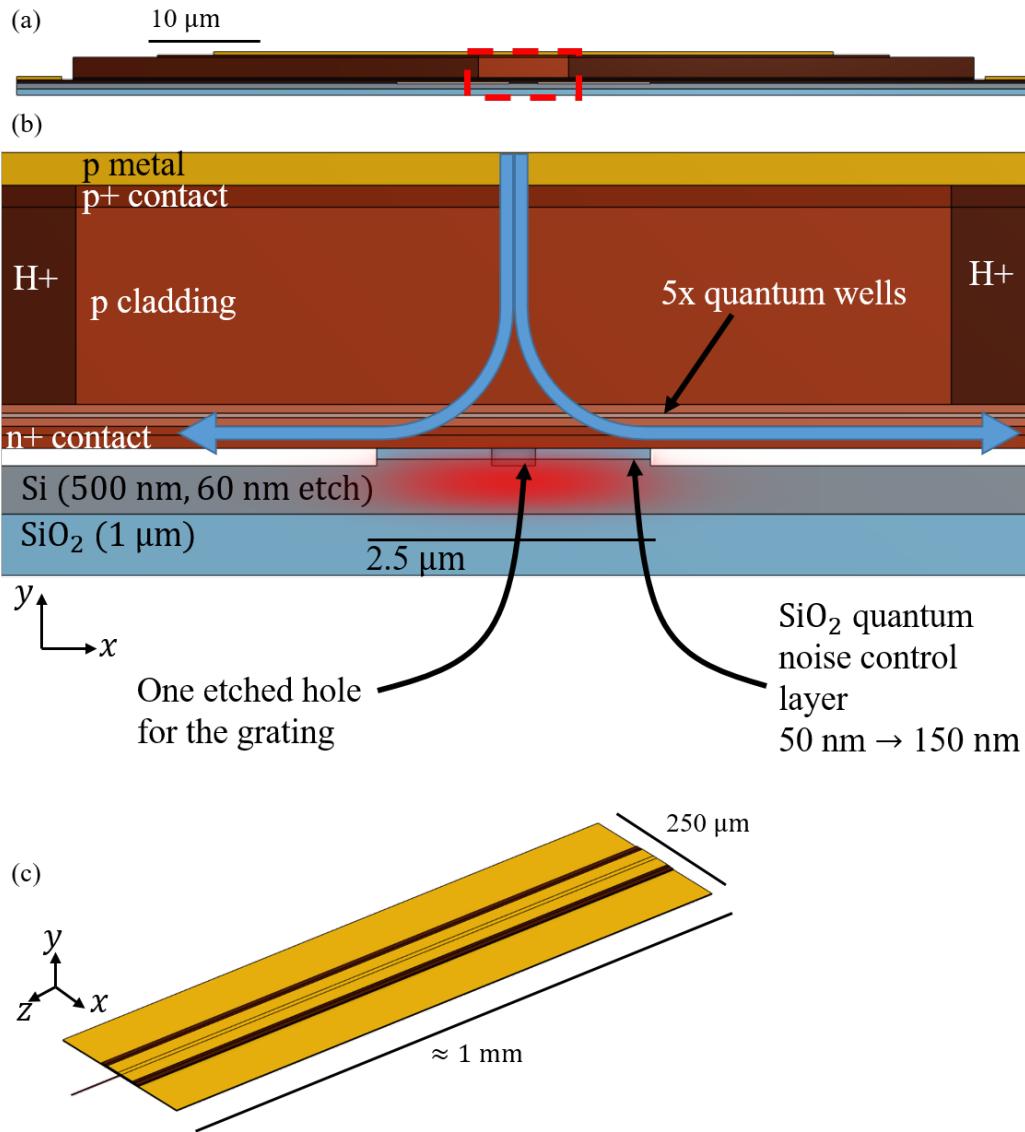 (a)
10 μm
(b)
p metal
p+ contact
H+
H+
p cladding
5x quantum wells
n+ contact
Si (500 nm, 60 nm etch)
SiO₂ (1 μm)
2.5 μm
y
x
One etched hole
for the grating
SiO₂ quantum
noise control
layer
50 nm → 150 nm
(c)
250 μm
y
z
x
≈ 1 mm